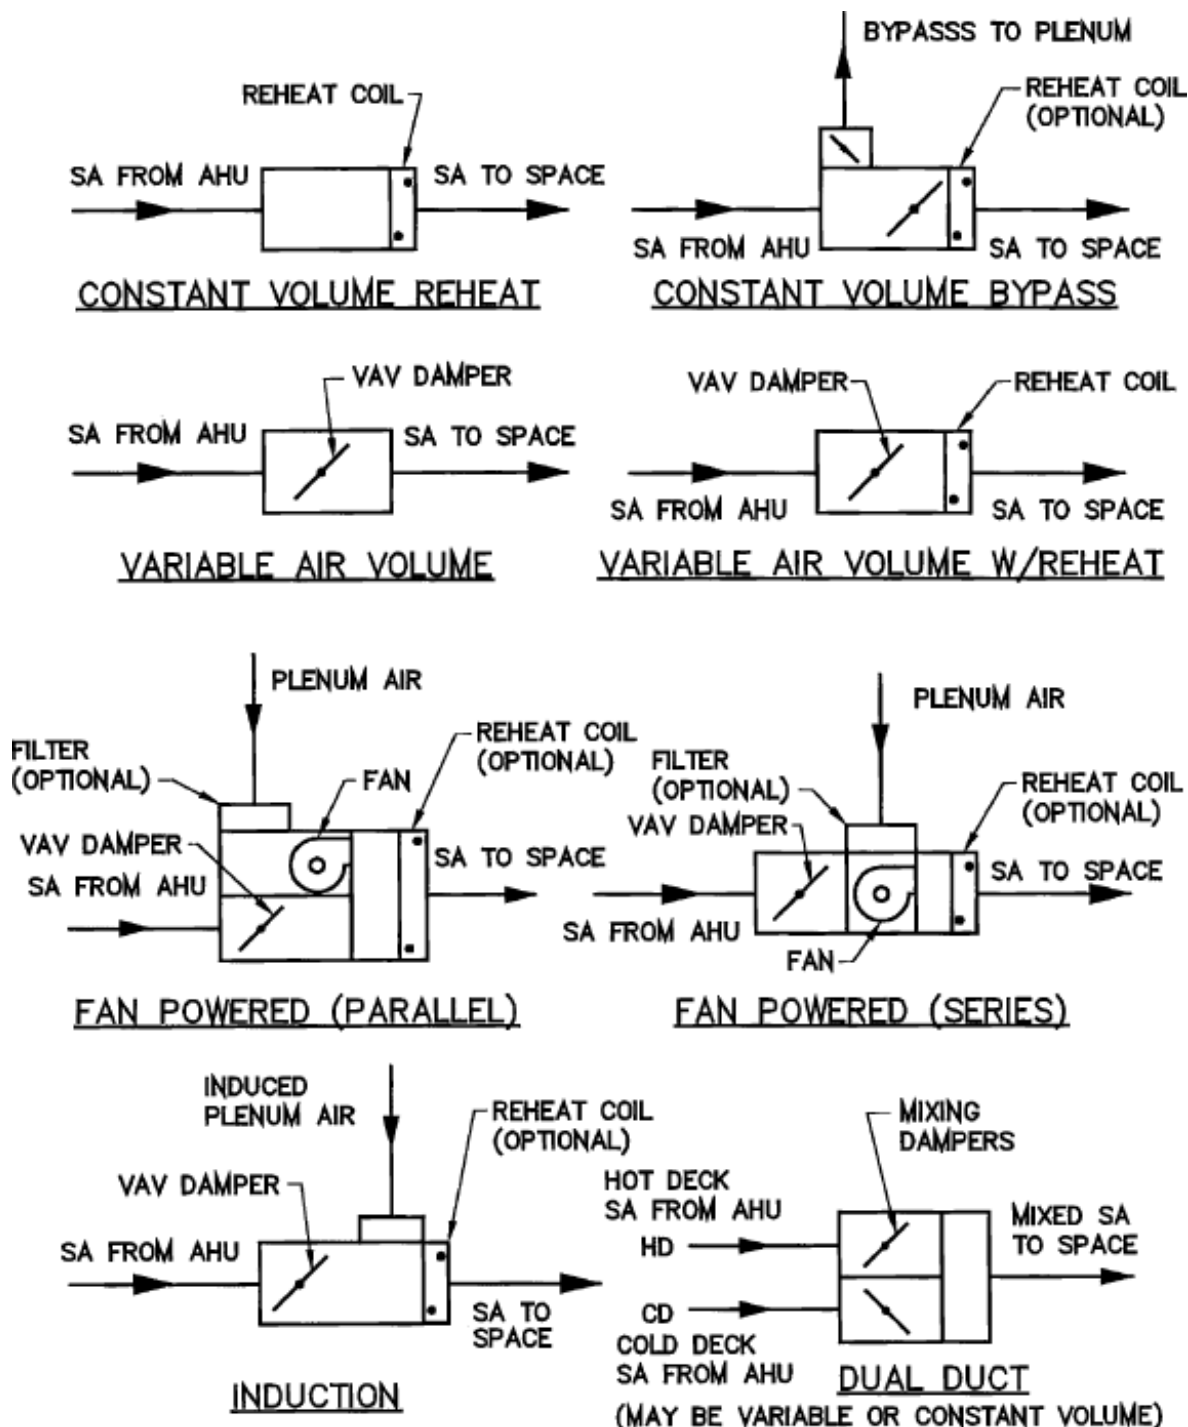 REHEAT COIL
SA FROM AHU
SA TO SPACE
CONSTANT VOLUME REHEAT
BYPASSS TO PLENUM
REHEAT COIL
(OPTIONAL)
SA FROM AHU
SA TO SPACE
CONSTANT VOLUME BYPASS
VAV DAMPER
SA FROM AHU
SA TO SPACE
VARIABLE AIR VOLUME
VAV DAMPER
REHEAT COIL
SA FROM AHU
SA TO SPACE
VARIABLE AIR VOLUME W/REHEAT
PLENUM AIR
FILTER
(OPTIONAL)
FAN
REHEAT COIL
(OPTIONAL)
VAV DAMPER
SA FROM AHU
SA TO SPACE
FAN POWERED (PARALLEL)
PLENUM AIR
FILTER
(OPTIONAL)
VAV DAMPER
REHEAT COIL
(OPTIONAL)
SA TO SPACE
SA FROM AHU
FAN
FAN POWERED (SERIES)
INDUCED
PLENUM AIR
REHEAT COIL
(OPTIONAL)
VAV DAMPER
SA FROM AHU
SA TO
SPACE
INDUCTION
MIXING
DAMPERS
HOT DECK
SA FROM AHU
HD
MIXED SA
TO SPACE
CD
COLD DECK
SA FROM AHU
DUAL DUCT
(MAY BE VARIABLE OR CONSTANT VOLUME)